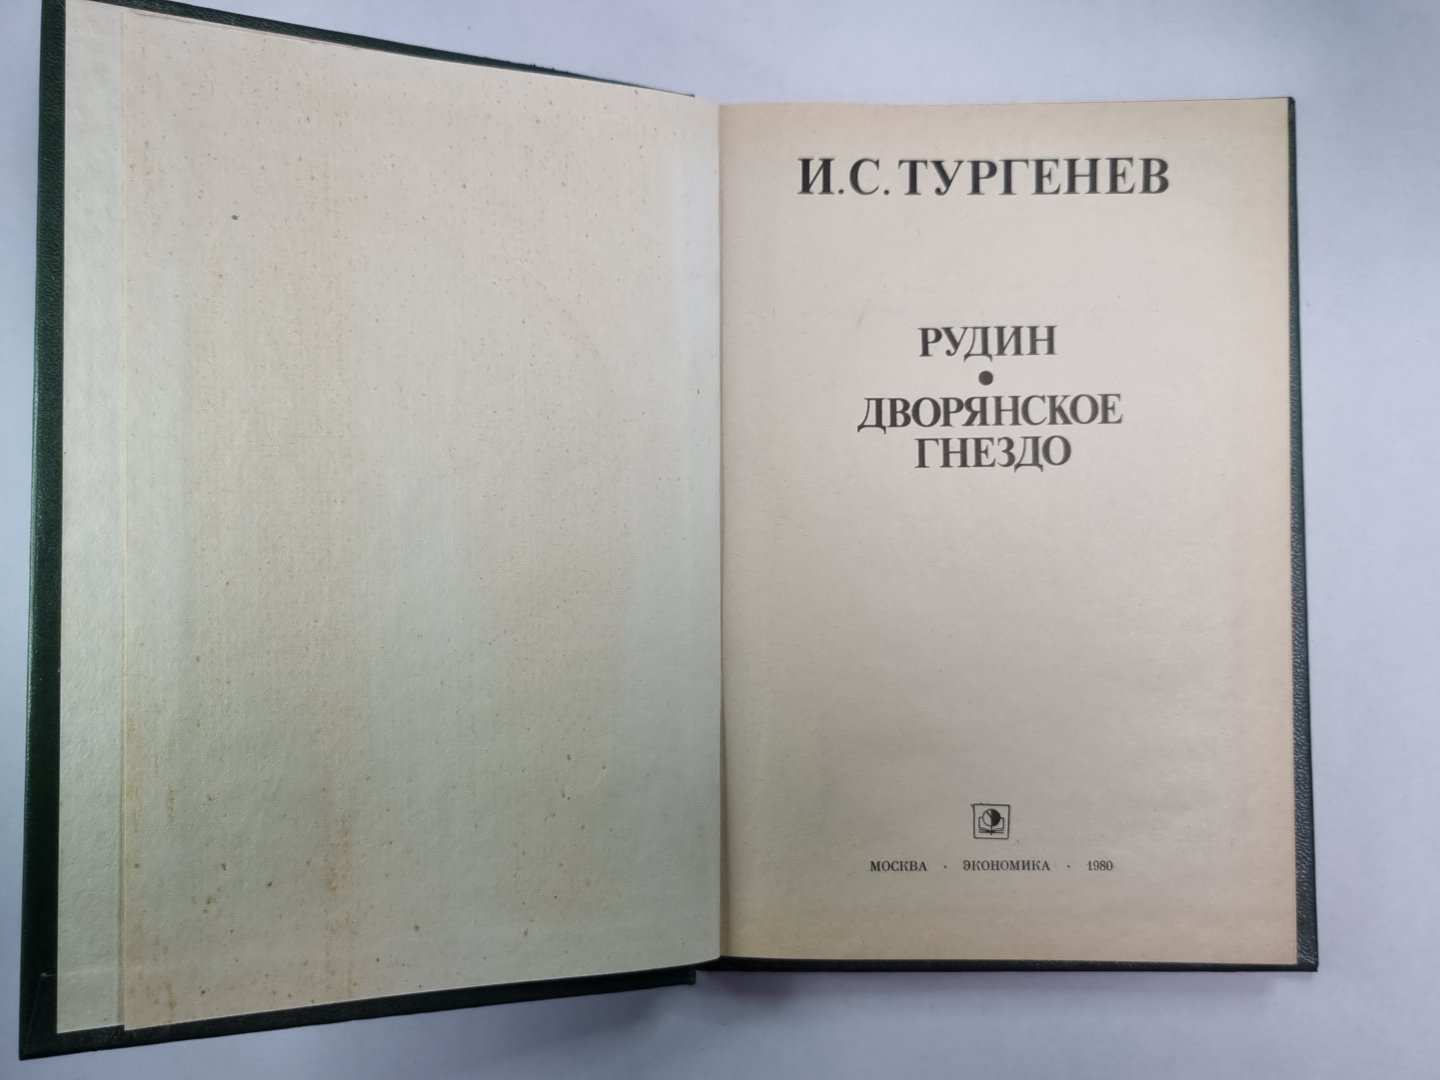 И.С. ТУРГЕНЕВ
РУДИН
•
ДВОРЯНСКОЕ
ГНЕЗДО
МОСКВА · ЭКОНОМИКА · 1980